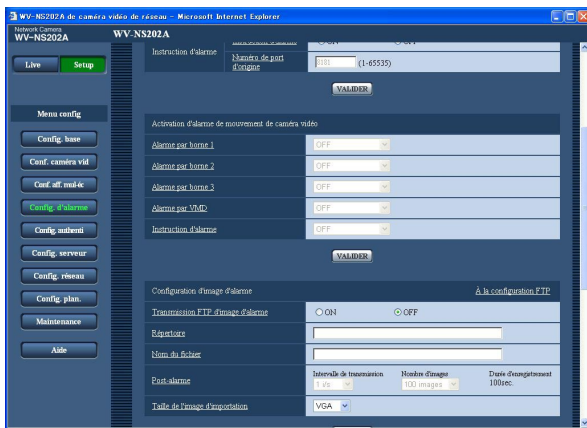 WV-NS202A de caméra vidéo de réseau - Microsoft Internet Explorer
Network Camera
WV-NS202A
WV-NS202A
Live
Setup
Menu config
Config. base
Conf. caméra vid
Conf. aff. mul-éc
Config. d'alarme
Config. authenti
Config. serveur
Config. réseau
Config. plan.
Maintenance
Aide
Instruction d'alarme
Numéro de port d'origine
8181 (1-65535)
VALIDER
Activation d'alarme de mouvement de caméra vidéo
Alarme par borne 1 OFF
Alarme par borne 2 OFF
Alarme par borne 3 OFF
Alarme par VMD OFF
Instruction d'alarme OFF
VALIDER
Configuration d'image d'alarme À la configuration FTP
Transmission FTP d'image d'alarme ON OFF
Répertoire
Nom du fichier
Post-alarme
Intervalle de transmission Nombre d'images Durée d'enregistrement
1 i/s 100 images 100sec.
Taille de l'image d'importation VGA